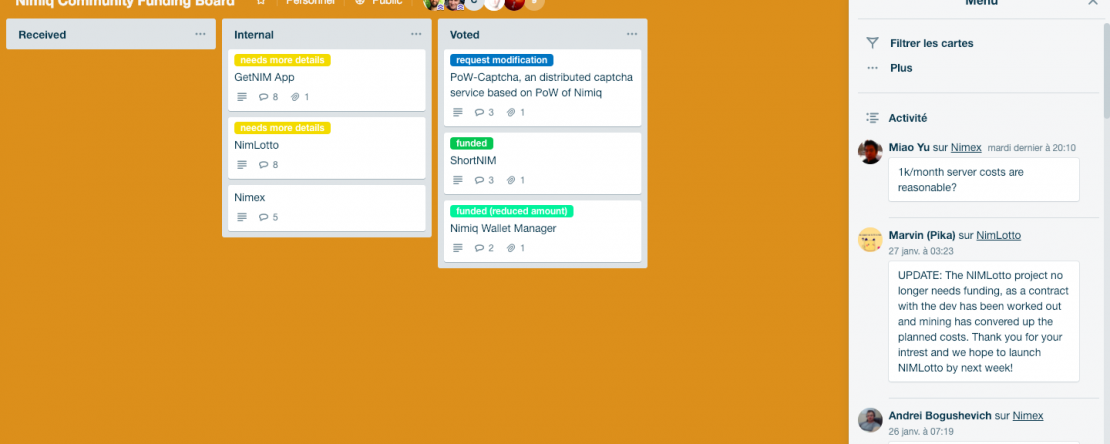 Nimiq Community Funding Board
Personnel
Public
Menu
Received
Internal
needs more details
GetNIM App
8
1
needs more details
NimLotto
8
Nimex
5
Voted
request modification
PoW-Captcha, an distributed captcha
service based on PoW of Nimiq
3
1
funded
ShortNIM
3
1
funded (reduced amount)
Nimiq Wallet Manager
2
1
Filtrer les cartes
Plus
Activité
Miao Yu sur Nimex mardi dernier à 20:10
1k/month server costs are
reasonable?
Marvin (Pika) sur NimLotto
27 janv. à 03:23
UPDATE: The NIMLotto project no
longer needs funding, as a contract
with the dev has been worked out
and mining has convered up the
planned costs. Thank you for your
intrest and we hope to launch
NIMLotto by next week!
Andrei Bogushevich sur Nimex
26 janv. à 07:19